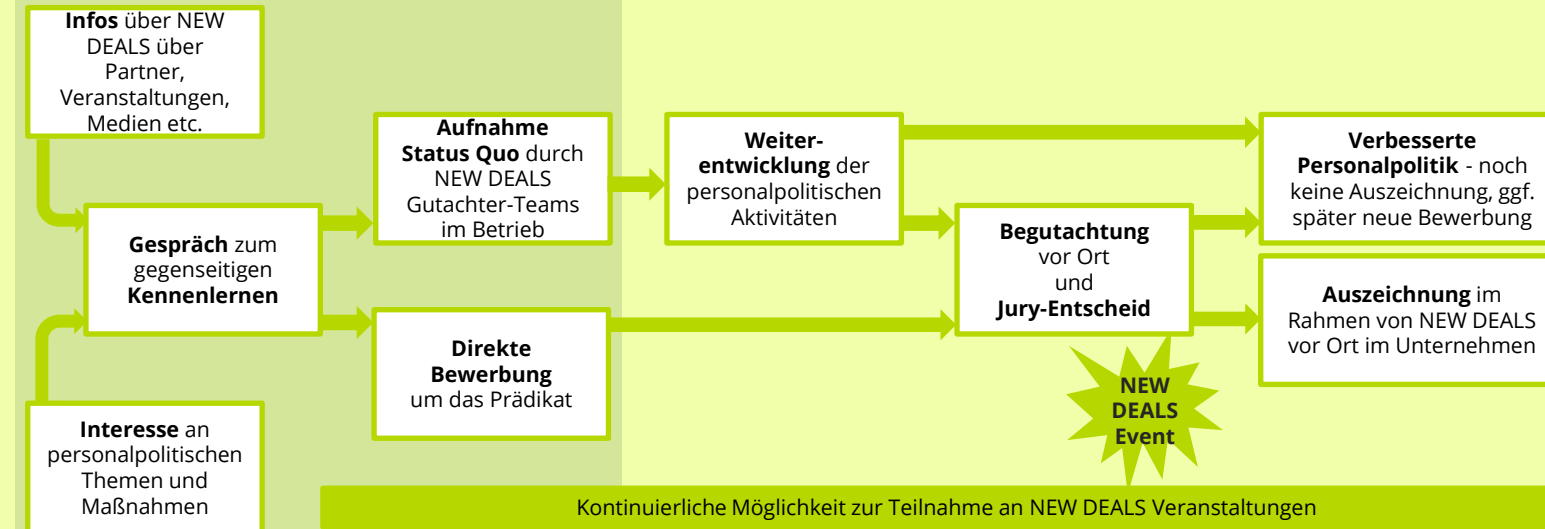 Infos über NEW
DEALS über
Partner,
Veranstaltungen,
Medien etc.
Interesse an
personalpolitischen
Themen und
Maßnahmen
Gespräch zum
gegenseitigen
Kennenlernen
Aufnahme
Status Quo durch
NEW DEALS
Gutachter-Teams
im Betrieb
Direkte
Bewerbung
um das Prädikat
Weiter-
entwicklung der
personalpolitischen
Aktivitäten
Begutachtung
vor Ort
und
Jury-Entscheid
NEW
DEALS
Event
Verbesserte
Personalpolitik - noch
keine Auszeichnung, ggf.
später neue Bewerbung
Auszeichnung im
Rahmen von NEW DEALS
vor Ort im Unternehmen
Kontinuierliche Möglichkeit zur Teilnahme an NEW DEALS Veranstaltungen